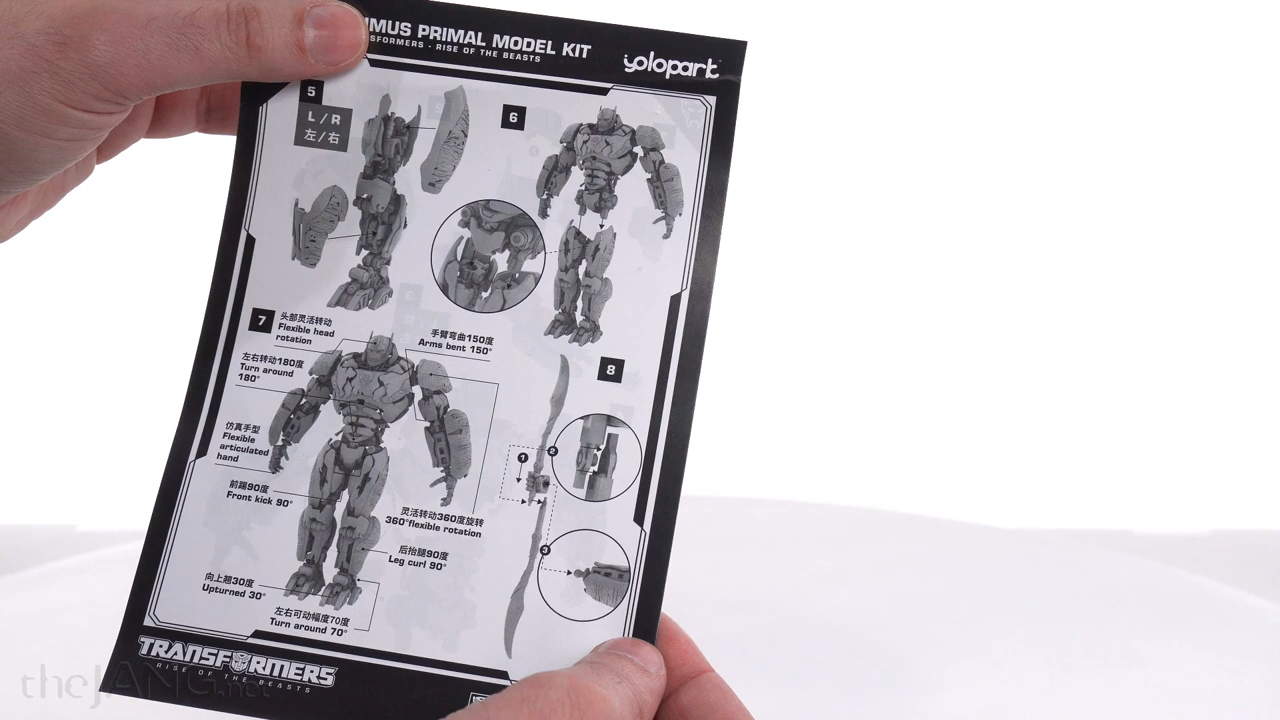 IMUS PRIMAL MODEL KIT
SFORMERS - RISE OF THE BEASTS
yolopark
5
L / R
左/右
6
7
头部灵活转动
Flexible head
rotation
手臂弯曲150度
Arms bent 150°
左右转动180度
Turn around
180°
8
仿真手型
Flexible
articulated
hand
1
2
前踢90度
Front kick 90°
灵活转动360度旋转
360°flexible rotation
后抬腿90度
Leg curl 90°
3
向上翘30度
Upturned 30°
左右可动幅度70度
Turn around 70°
TRANSFORMERS
RISE OF THE BEASTS
theJANG.net